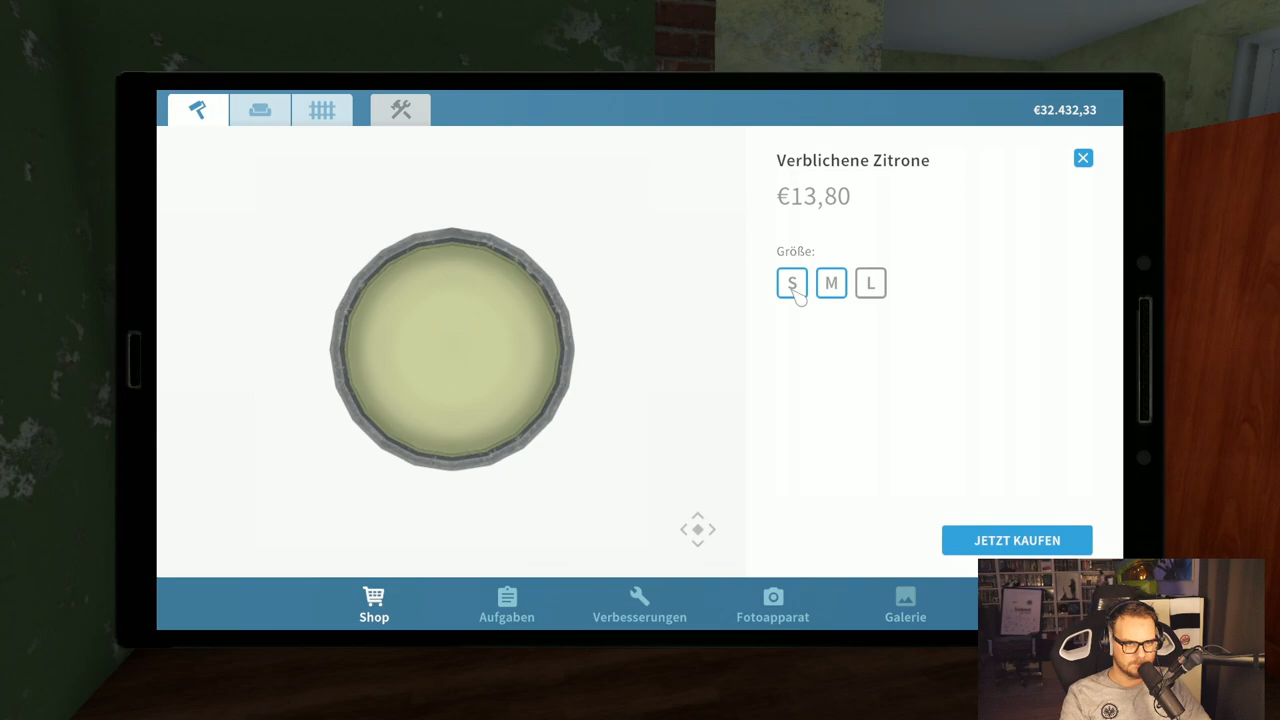 €32.432,33
Verblichene Zitrone
€13,80
Größe:
S M L
JETZT KAUFEN
Shop Aufgaben Verbesserungen Fotoapparat Galerie